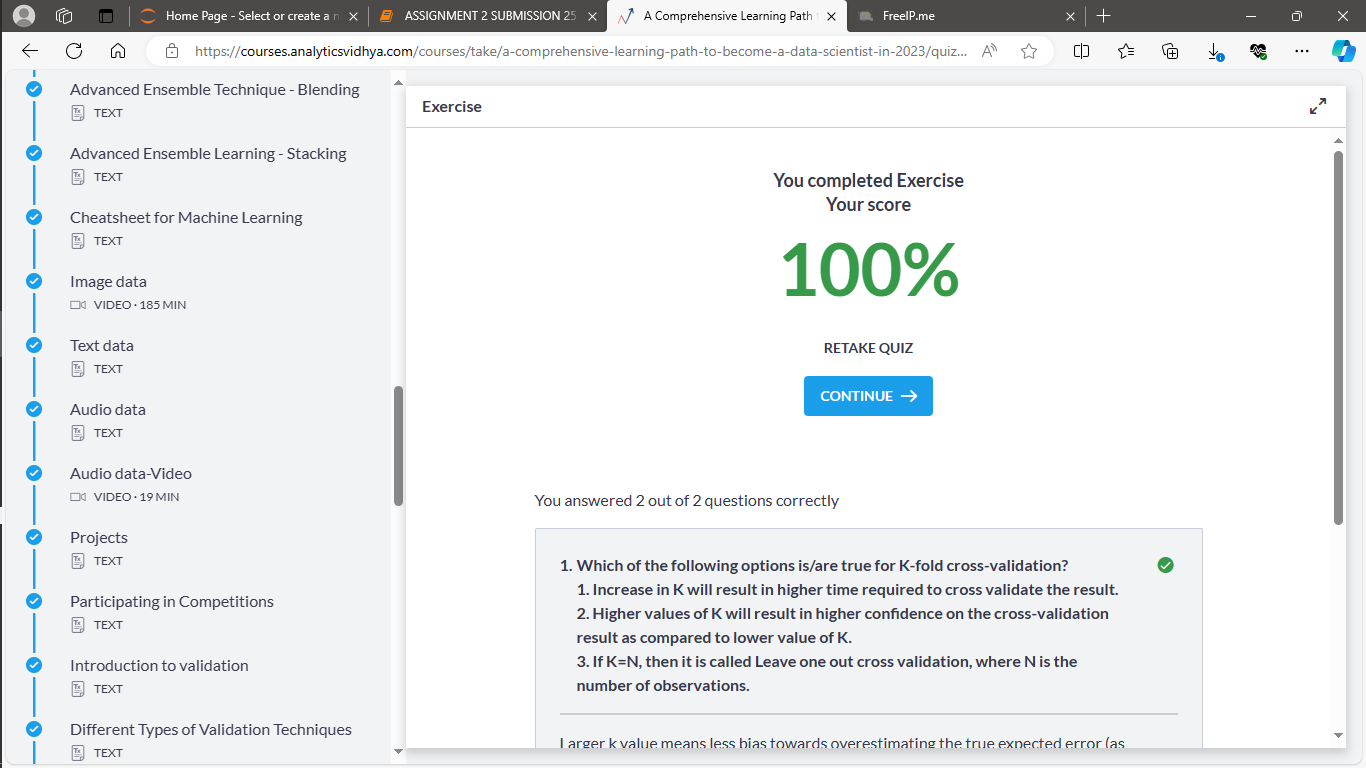 Home Page - Select or create a n
ASSIGNMENT 2 SUBMISSION 25
A Comprehensive Learning Path
FreeIP.me
https://courses.analyticsvidhya.com/courses/take/a-comprehensive-learning-path-to-become-a-data-scientist-in-2023/quiz...
Advanced Ensemble Technique - Blending
TEXT
Advanced Ensemble Learning - Stacking
TEXT
Cheatsheet for Machine Learning
TEXT
Image data
VIDEO · 185 MIN
Text data
TEXT
Audio data
TEXT
Audio data-Video
VIDEO · 19 MIN
Projects
TEXT
Participating in Competitions
TEXT
Introduction to validation
TEXT
Different Types of Validation Techniques
TEXT
Exercise
You completed Exercise
Your score
100%
RETAKE QUIZ
CONTINUE
You answered 2 out of 2 questions correctly
1. Which of the following options is/are true for K-fold cross-validation?
1. Increase in K will result in higher time required to cross validate the result.
2. Higher values of K will result in higher confidence on the cross-validation
result as compared to lower value of K.
3. If K=N, then it is called Leave one out cross validation, where N is the
number of observations.
Larger k value means less bias towards overestimating the true expected error (as